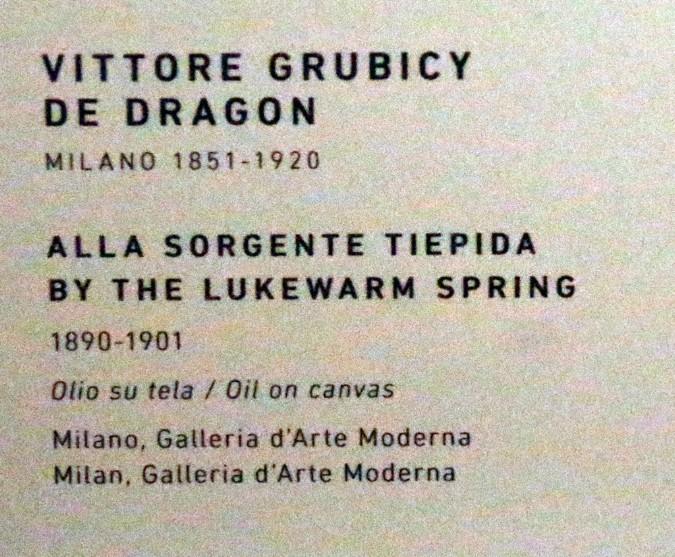 VITTORE GRUBICY
DE DRAGON
MILANO 1851-1920
ALLA SORGENTE TIEPIDA
BY THE LUKEWARM SPRING
1890-1901
Olio su tela / Oil on canvas
Milano, Galleria d'Arte Moderna
Milan, Galleria d'Arte Moderna